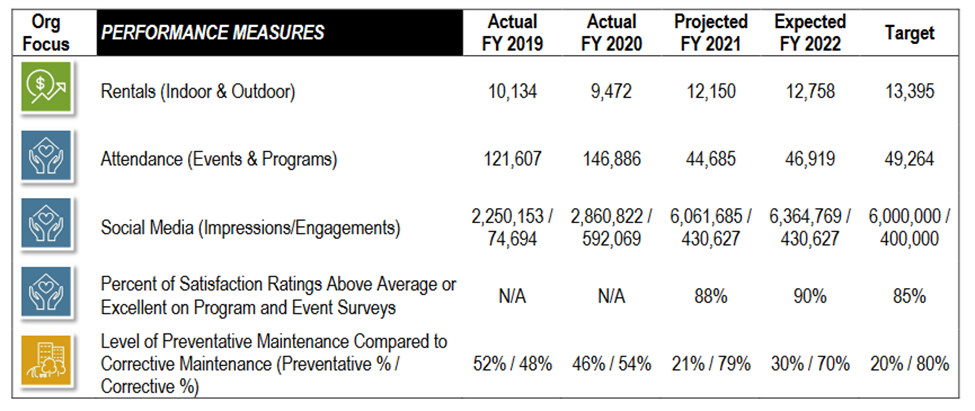 Org Focus PERFORMANCE MEASURES Actual FY 2019 Actual FY 2020 Projected FY 2021 Expected FY 2022 Target
$
Rentals (Indoor & Outdoor) 10,134 9,472 12,150 12,758 13,395
Attendance (Events & Programs) 121,607 146,886 44,685 46,919 49,264
Social Media (Impressions/Engagements) 2,250,153 / 74,694 2,860,822 / 592,069 6,061,685 / 430,627 6,364,769 / 430,627 6,000,000 / 400,000
Percent of Satisfaction Ratings Above Average or
Excellent on Program and Event Surveys N/A N/A 88% 90% 85%
Level of Preventative Maintenance Compared to
Corrective Maintenance (Preventative % /
Corrective %) 52% / 48% 46% / 54% 21% / 79% 30% / 70% 20% / 80%